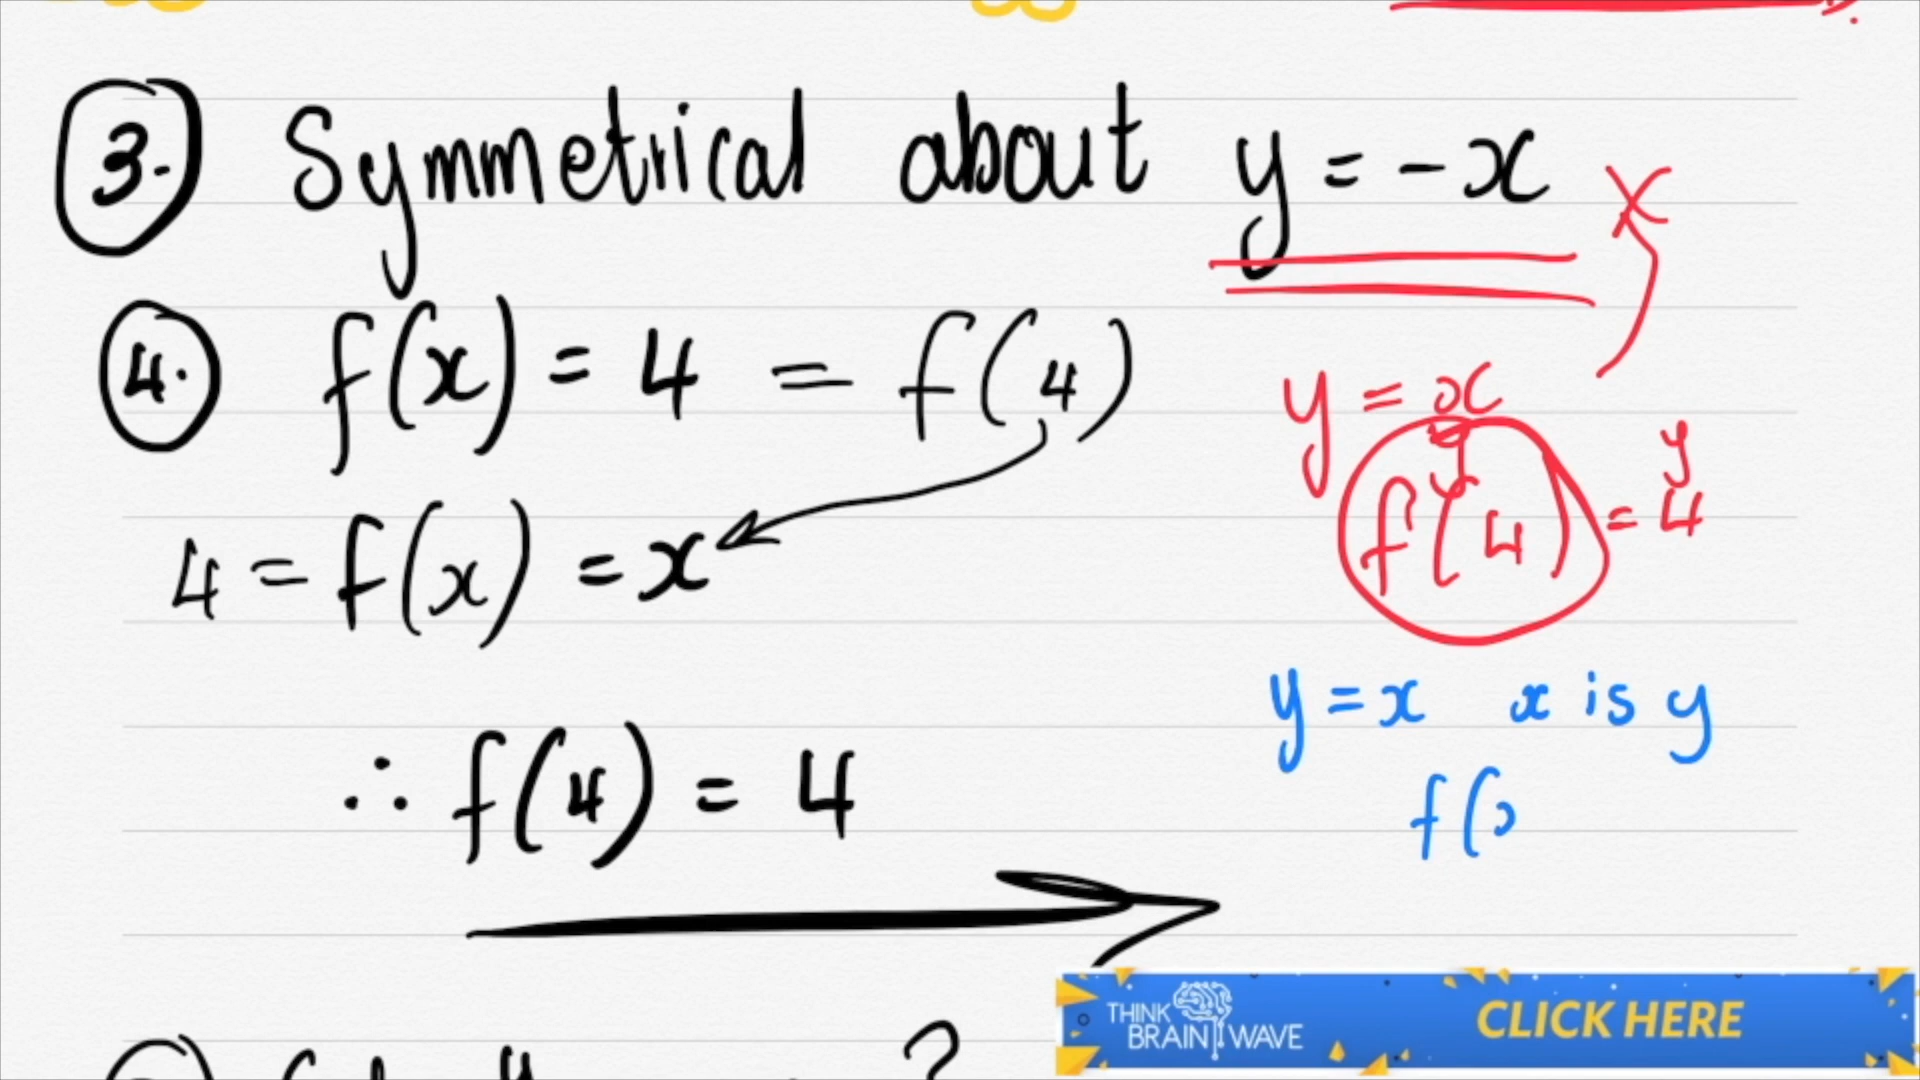 3. Symmetrical about y = -x x
4. f(x) = 4 = f(4)
y = x
y
f(4) = 4
4 = f(x) = x
y = x x is y
f(
∴ f(4) = 4
?
THINK
BRAIN WAVE
CLICK HERE